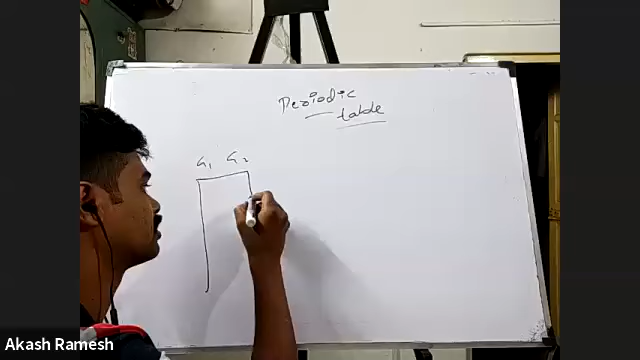 Periodic
table
G₁ G₂
Akash Ramesh